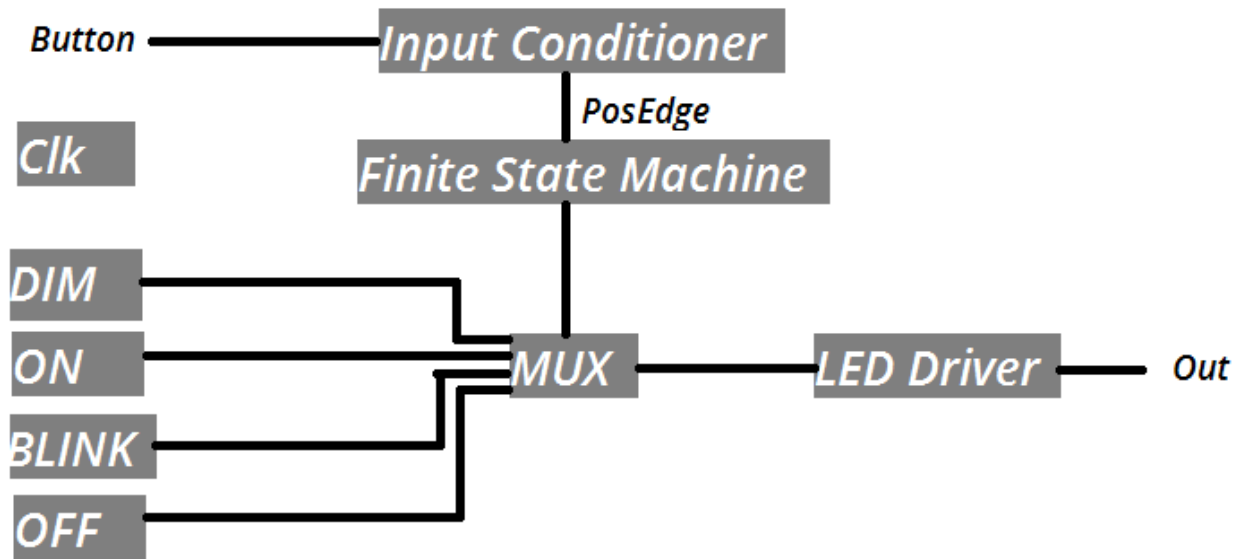 Button
Input Conditioner
PosEdge
Clk
Finite State Machine
DIM
ON
MUX
LED Driver
Out
BLINK
OFF